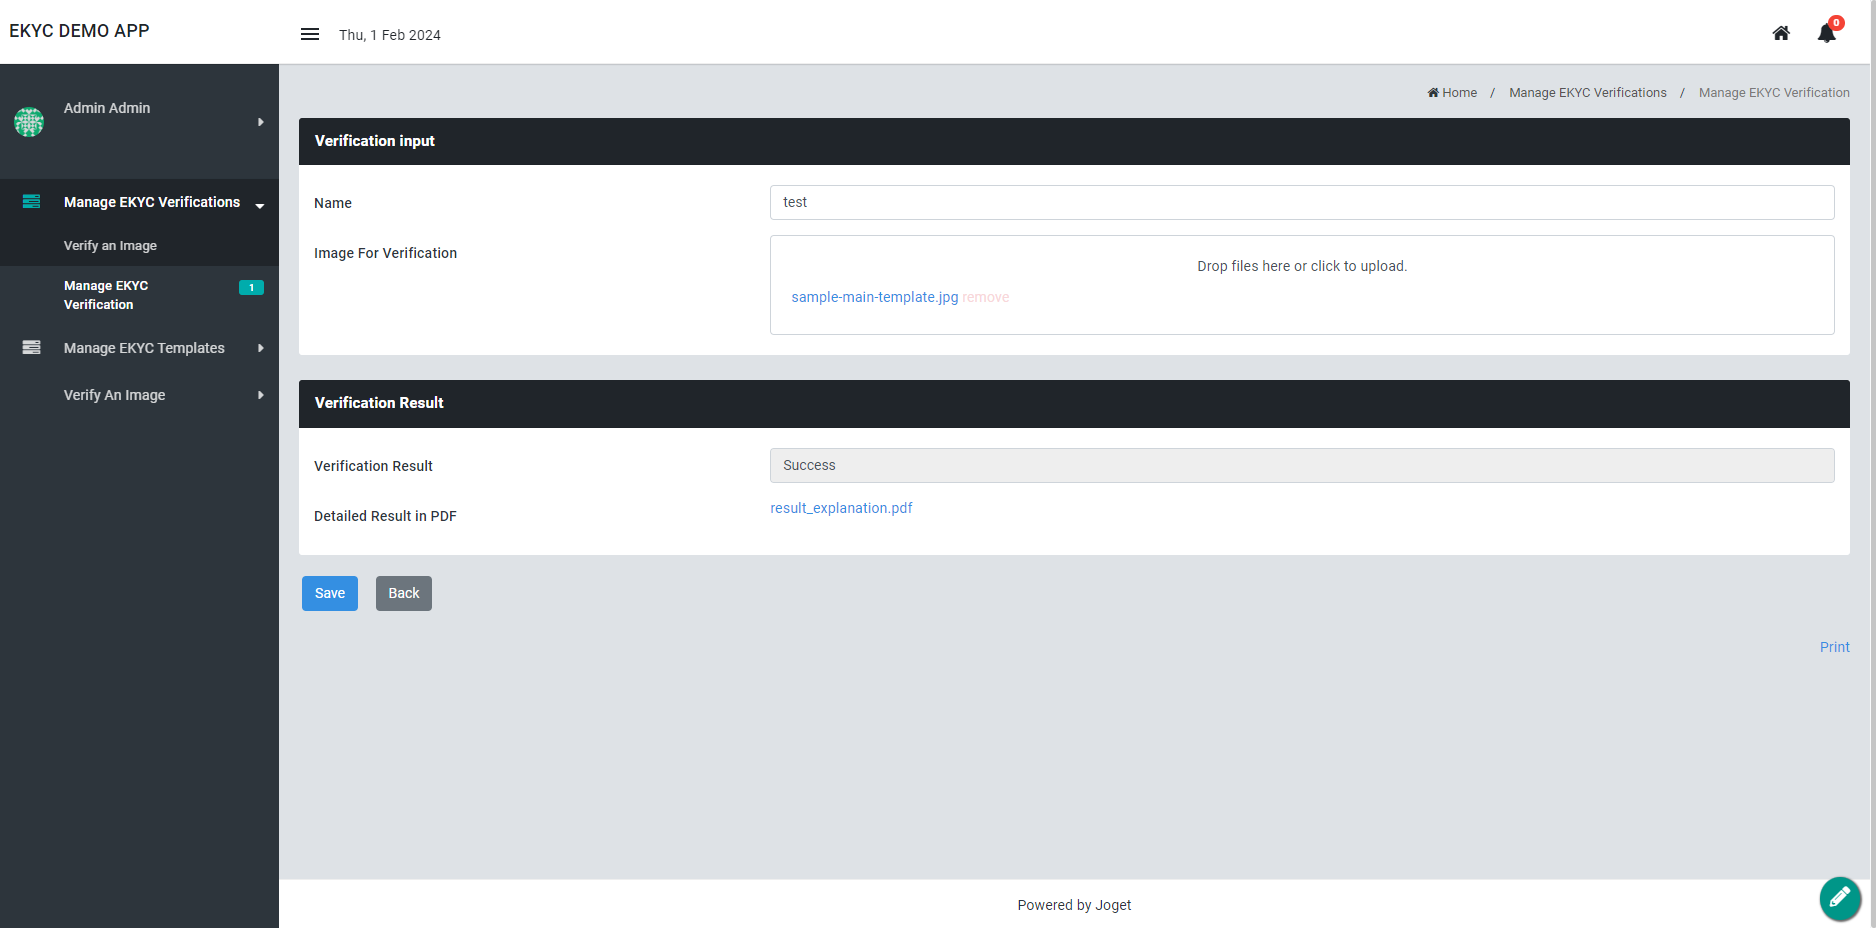 EKYC DEMO APP
Thu, 1 Feb 2024
0
Admin Admin
Home / Manage EKYC Verifications / Manage EKYC Verification
Manage EKYC Verifications
Verify an Image
Manage EKYC
Verification
1
Manage EKYC Templates
Verify An Image
Verification input
Name
test
Image For Verification
Drop files here or click to upload.
sample-main-template.jpg remove
Verification Result
Verification Result
Success
Detailed Result in PDF
result_explanation.pdf
Save
Back
Print
Powered by Joget